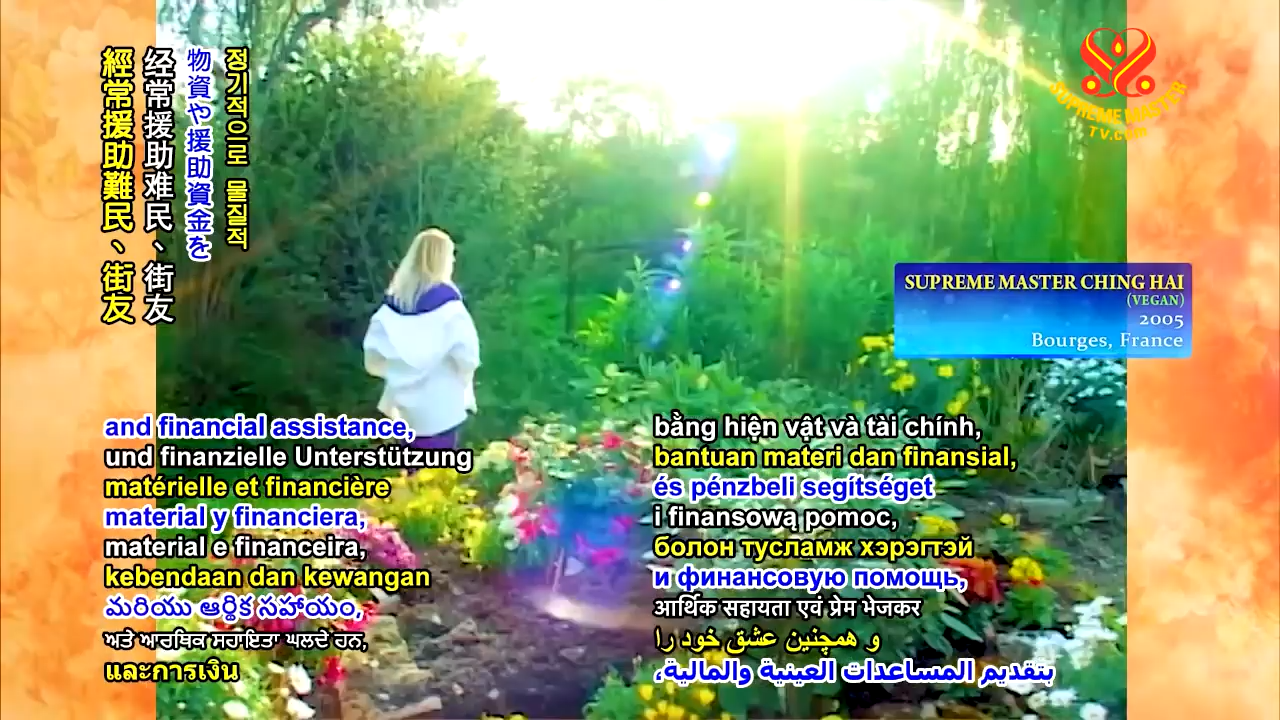 經常援助難民、街友
经常援助难民、街友
物資や援助資金を
정기적으로 물질적
SUPREME MASTER
TV.com
SUPREME MASTER CHING HAI
(VEGAN)
2005
Bourges, France
and financial assistance,
und finanzielle Unterstützung
matérielle et financière
material y financiera,
material e financeira,
kebendaan dan kewangan
మరియు ఆర్థిక సహాయం,
ਅਤੇ ਆਰਥਿਕ ਸਹਾਇਤਾ ਘਲਦੇ ਹਨ,
และการเงิน
bằng hiện vật và tài chính,
bantuan materi dan finansial,
és pénzbeli segítséget
i finansową pomoc,
болон тусламж хэрэгтэй
и финансовую помощь,
आर्थिक सहायता एवं प्रेम भेजकर
و همچنین عشق خود را
بتقديم المساعدات العينية والمالية،